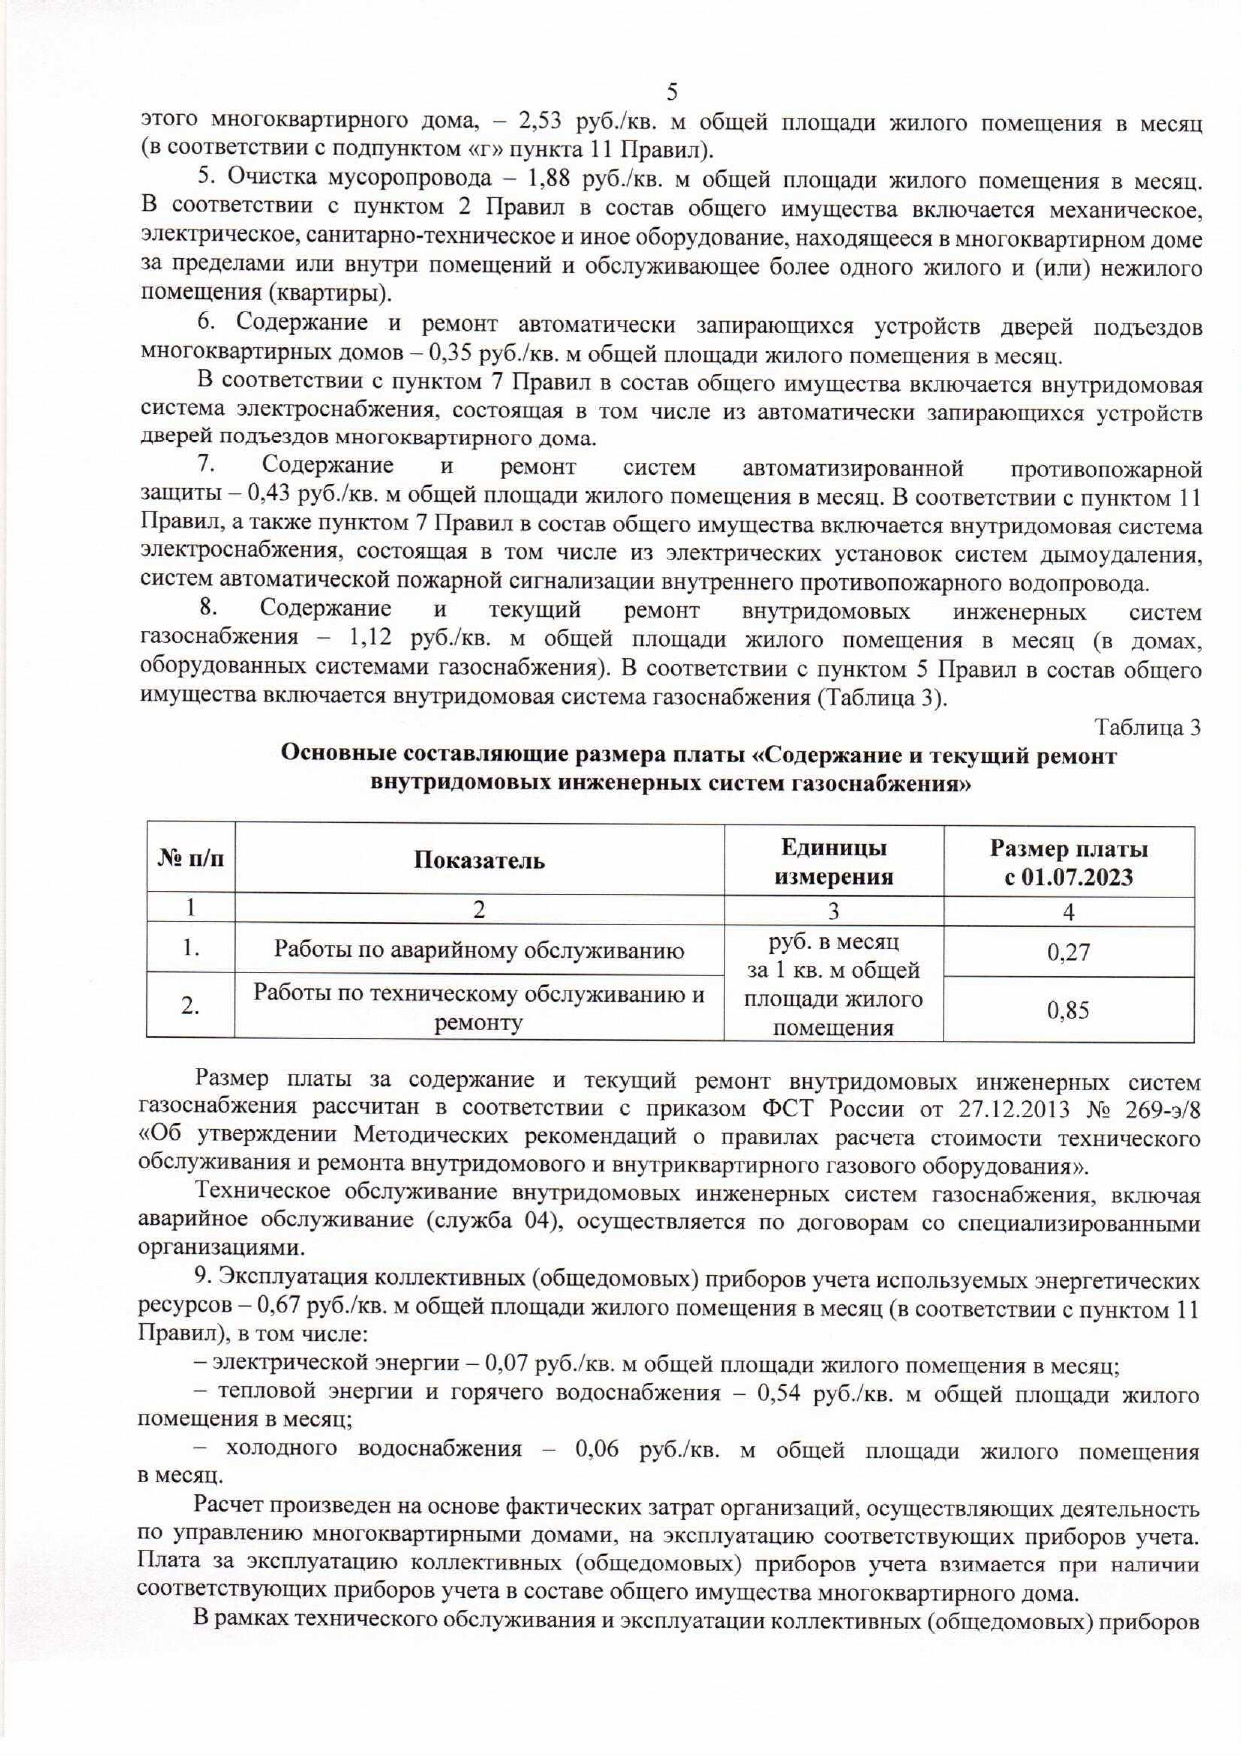 5
этого многоквартирного дома, – 2,53 руб./кв. м общей площади жилого помещения в месяц
(в соответствии с подпунктом «г» пункта 11 Правил).
5. Очистка мусоропровода – 1,88 руб./кв. м общей площади жилого помещения в месяц.
В соответствии с пунктом 2 Правил в состав общего имущества включается механическое,
электрическое, санитарно-техническое и иное оборудование, находящееся в многоквартирном доме
за пределами или внутри помещений и обслуживающее более одного жилого и (или) нежилого
помещения (квартиры).
6. Содержание и ремонт автоматически запирающихся устройств дверей подъездов
многоквартирных домов – 0,35 руб./кв. м общей площади жилого помещения в месяц.
В соответствии с пунктом 7 Правил в состав общего имущества включается внутридомовая
система электроснабжения, состоящая в том числе из автоматически запирающихся устройств
дверей подъездов многоквартирного дома.
7. Содержание и ремонт систем автоматизированной противопожарной
защиты – 0,43 руб./кв. м общей площади жилого помещения в месяц. В соответствии с пунктом 11
Правил, а также пунктом 7 Правил в состав общего имущества включается внутридомовая система
электроснабжения, состоящая в том числе из электрических установок систем дымоудаления,
систем автоматической пожарной сигнализации внутреннего противопожарного водопровода.
8. Содержание и текущий ремонт внутридомовых инженерных систем
газоснабжения – 1,12 руб./кв. м общей площади жилого помещения в месяц (в домах,
оборудованных системами газоснабжения). В соответствии с пунктом 5 Правил в состав общего
имущества включается внутридомовая система газоснабжения (Таблица 3).
Таблица 3
Основные составляющие размера платы «Содержание и текущий ремонт
внутридомовых инженерных систем газоснабжения»
№ п/п Показатель Единицы измерения Размер платы с 01.07.2023
1 2 3 4
1. Работы по аварийному обслуживанию руб. в месяц за 1 кв. м общей площади жилого помещения 0,27
2. Работы по техническому обслуживанию и ремонту 0,85
Размер платы за содержание и текущий ремонт внутридомовых инженерных систем
газоснабжения рассчитан в соответствии с приказом ФСТ России от 27.12.2013 № 269-э/8
«Об утверждении Методических рекомендаций о правилах расчета стоимости технического
обслуживания и ремонта внутридомового и внутриквартирного газового оборудования».
Техническое обслуживание внутридомовых инженерных систем газоснабжения, включая
аварийное обслуживание (служба 04), осуществляется по договорам со специализированными
организациями.
9. Эксплуатация коллективных (общедомовых) приборов учета используемых энергетических
ресурсов – 0,67 руб./кв. м общей площади жилого помещения в месяц (в соответствии с пунктом 11
Правил), в том числе:
– электрической энергии – 0,07 руб./кв. м общей площади жилого помещения в месяц;
– тепловой энергии и горячего водоснабжения – 0,54 руб./кв. м общей площади жилого
помещения в месяц;
– холодного водоснабжения – 0,06 руб./кв. м общей площади жилого помещения
в месяц.
Расчет произведен на основе фактических затрат организаций, осуществляющих деятельность
по управлению многоквартирными домами, на эксплуатацию соответствующих приборов учета.
Плата за эксплуатацию коллективных (общедомовых) приборов учета взимается при наличии
соответствующих приборов учета в составе общего имущества многоквартирного дома.
В рамках технического обслуживания и эксплуатации коллективных (общедомовых) приборов